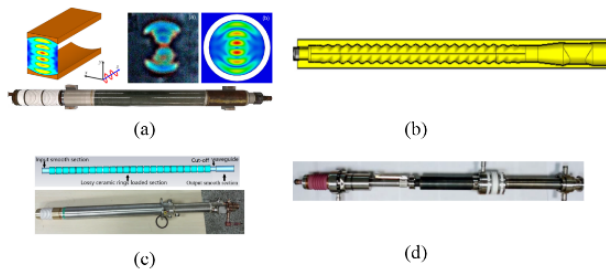 (a)
(b)
(a)
(b)
Input smooth section
Cut-off waveguide
Lossy ceramic rings loaded section
Output smooth section
(c)
(d)